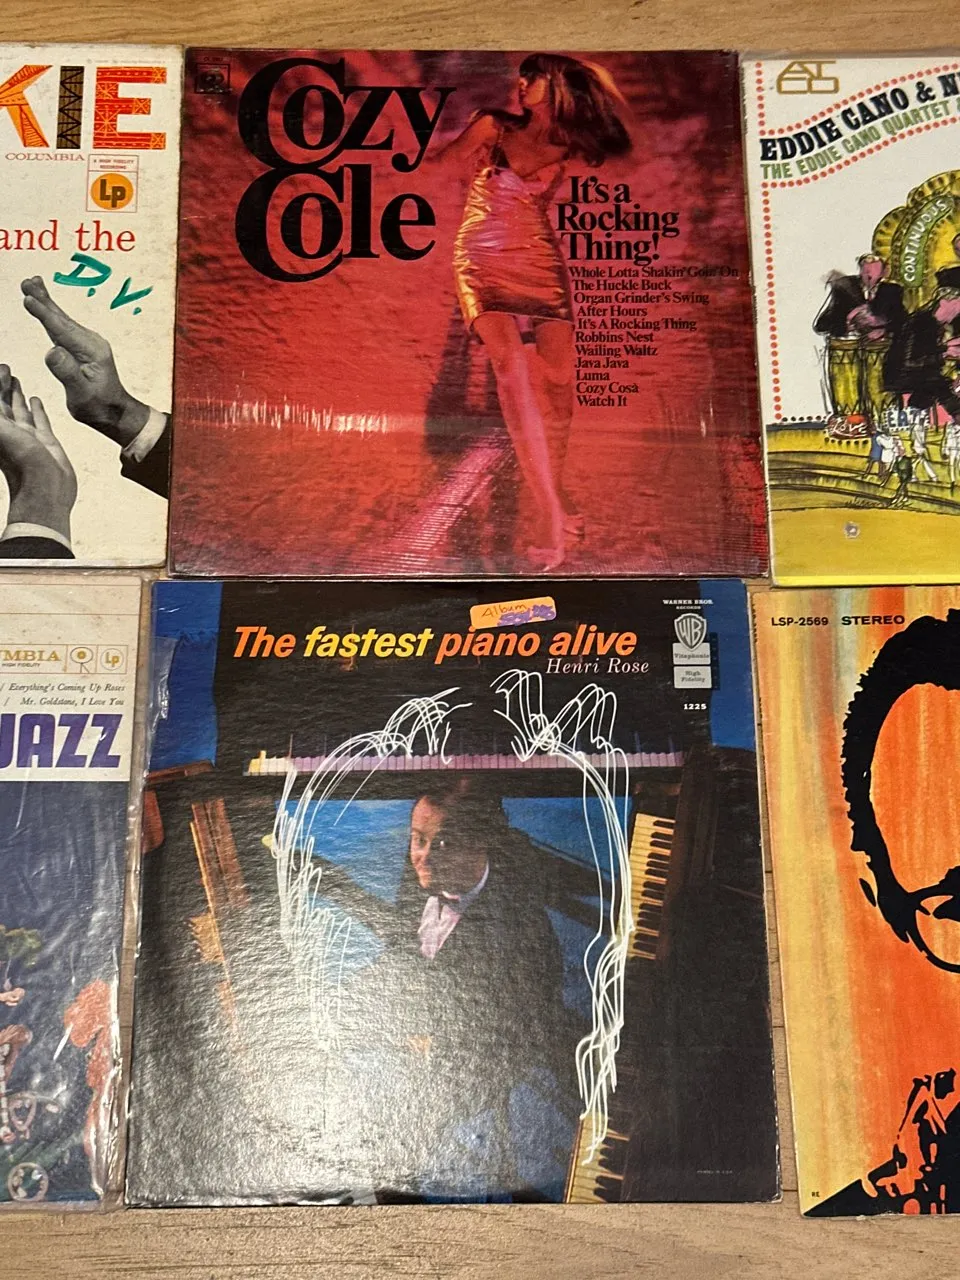 KIE
COLUMBIA
A HIGH FIDELITY
RECORDING
Lp
and the
D.V.
Cozy
Cole
It's a
Rocking
Thing!
Whole Lotta Shakin' Goin' On
The Huckle Buck
Organ Grinder's Swing
After Hours
It's A Rocking Thing
Robbins Nest
Wailing Waltz
Java Java
Luma
Cozy Cosà
Watch It
EDDIE CANO & N
THE EDDIE CANO QUARTET &
CONTINUOUS
Love
UMBIA Lp
HIGH FIDELITY
/ Everything's Coming Up Roses
/ Mr. Goldstone, I Love You
JAZZ
Album
The fastest piano alive
Henri Rose
WARNER BROS.
RECORDS
WB
Vitaphonic
High
Fidelity
1225
LSP-2569 STEREO
RE